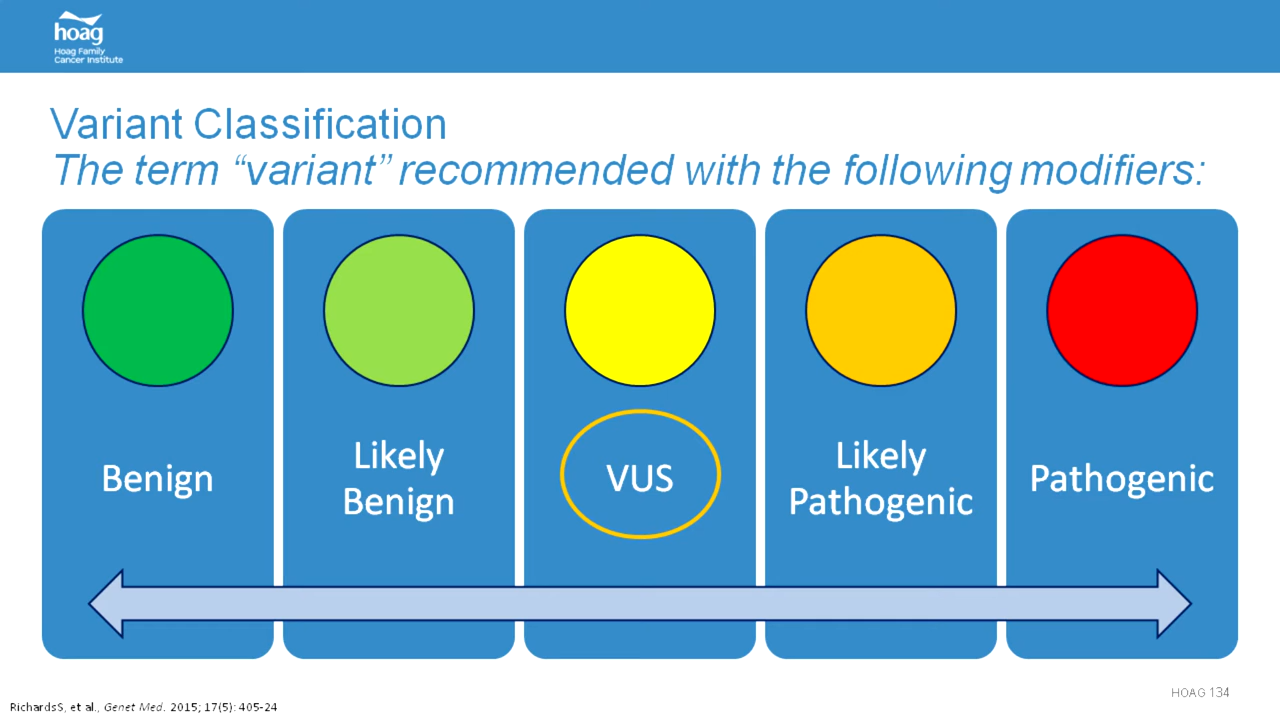 hoag
Hoag Family
Cancer Institute
Variant Classification
The term “variant” recommended with the following modifiers:
Benign
Likely
Benign
VUS
Likely
Pathogenic
Pathogenic
HOAG 134
RichardsS, et al., Genet Med. 2015; 17(5): 405-24